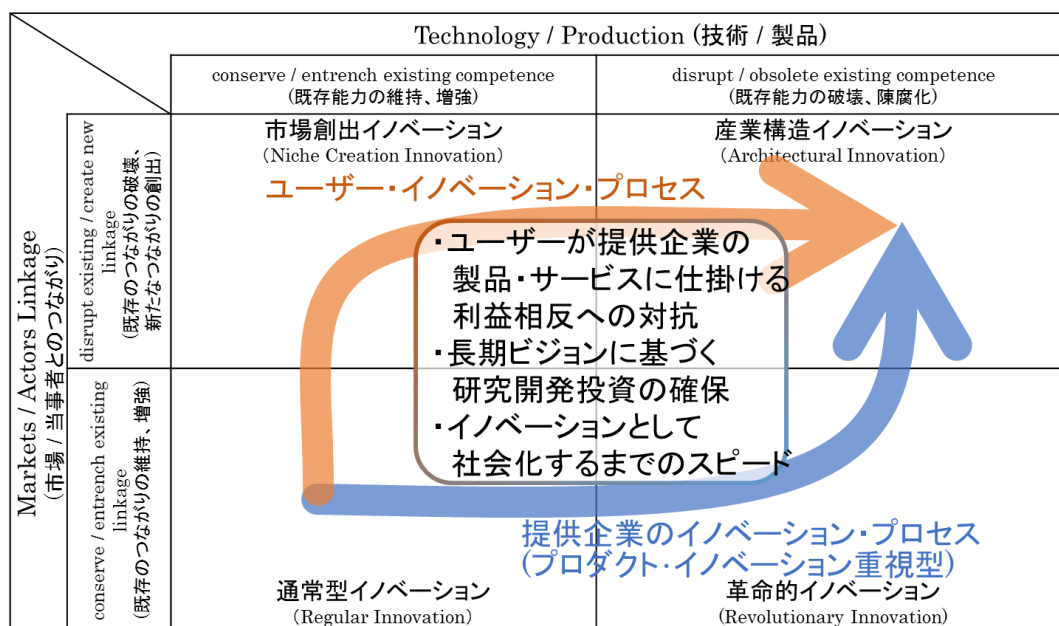 Technology / Production (技術 / 製品)
conserve / entrench existing competence
(既存能力の維持、増強)
disrupt / obsolete existing competence
(既存能力の破壊、陳腐化)
Markets / Actors Linkage
(市場 / 当事者とのつながり)
disrupt existing / create new
linkage
(既存のつながりの破壊、
新たなつながりの創出)
市場創出イノベーション
(Niche Creation Innovation)
産業構造イノベーション
(Architectural Innovation)
ユーザー・イノベーション・プロセス
・ユーザーが提供企業の
製品・サービスに仕掛ける
利益相反への対抗
・長期ビジョンに基づく
研究開発投資の確保
・イノベーションとして
社会化するまでのスピード
conserve / entrench existing
linkage
(既存のつながりの維持、増強)
提供企業のイノベーション・プロセス
(プロダクト・イノベーション重視型)
通常型イノベーション
(Regular Innovation)
革命的イノベーション
(Revolutionary Innovation)